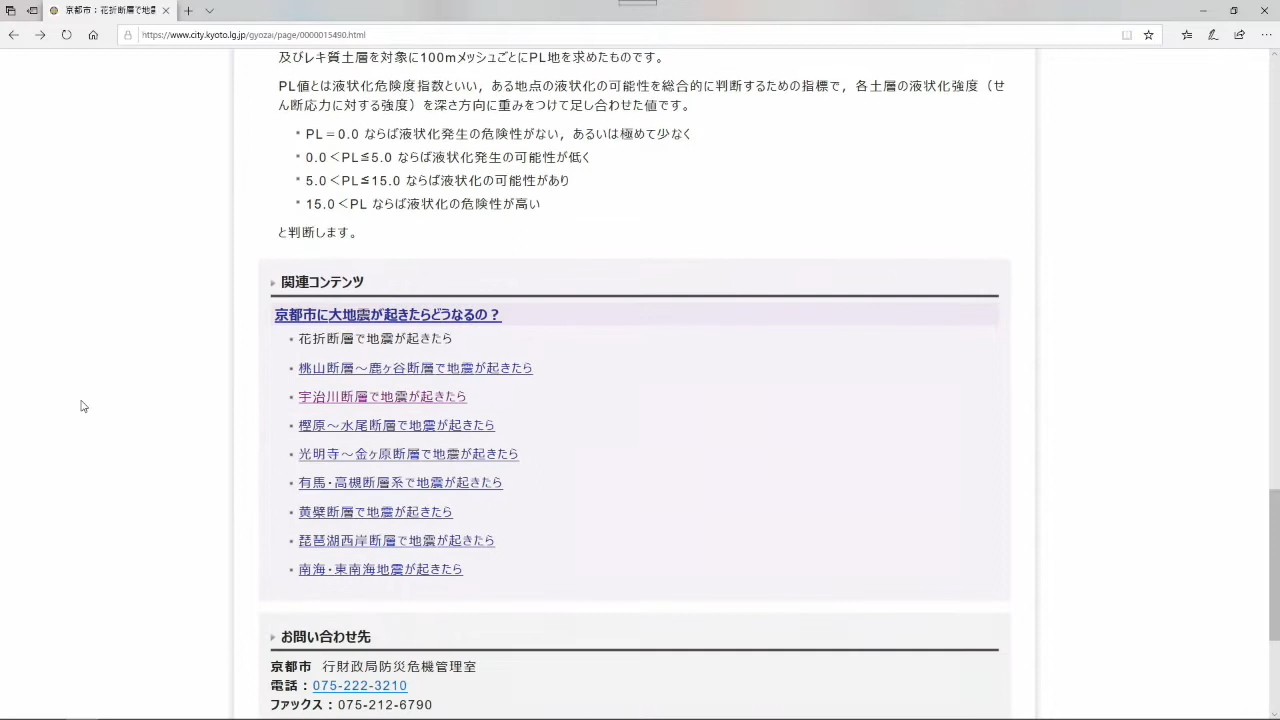 京都市：花折断層で地震
https://www.city.kyoto.lg.jp/gyozai/page/0000015490.html
及びレキ質土層を対象に100mメッシュごとにPL地を求めたものです。
PL値とは液状化危険度指数といい，ある地点の液状化の可能性を総合的に判断するための指標で，各土層の液状化強度（せ
ん断応力に対する強度）を深さ方向に重みをつけて足し合わせた値です。
PL＝0.0 ならば液状化発生の危険性がない，あるいは極めて少なく
0.0＜PL≦5.0 ならば液状化発生の可能性が低く
5.0＜PL≦15.0 ならば液状化の可能性があり
15.0＜PL ならば液状化の危険性が高い
と判断します。
関連コンテンツ
京都市に大地震が起きたらどうなるの？
花折断層で地震が起きたら
桃山断層～鹿ヶ谷断層で地震が起きたら
宇治川断層で地震が起きたら
樫原～水尾断層で地震が起きたら
光明寺～金ヶ原断層で地震が起きたら
有馬・高槻断層系で地震が起きたら
黄檗断層で地震が起きたら
琵琶湖西岸断層で地震が起きたら
南海・東南海地震が起きたら
お問い合わせ先
京都市 行財政局防災危機管理室
電話：075-222-3210
ファックス：075-212-6790